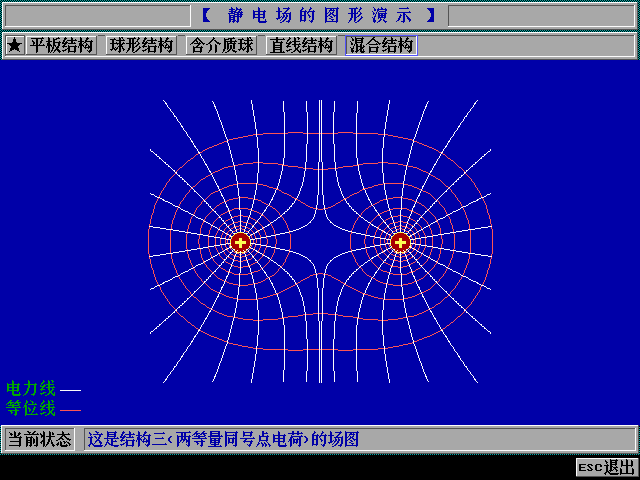 【 静电场的图形演示 】
★ 平板结构 球形结构 含介质球 直线结构 混合结构
电力线
等位线
当前状态 这是结构三<两等量同号点电荷>的场图
ESC退出